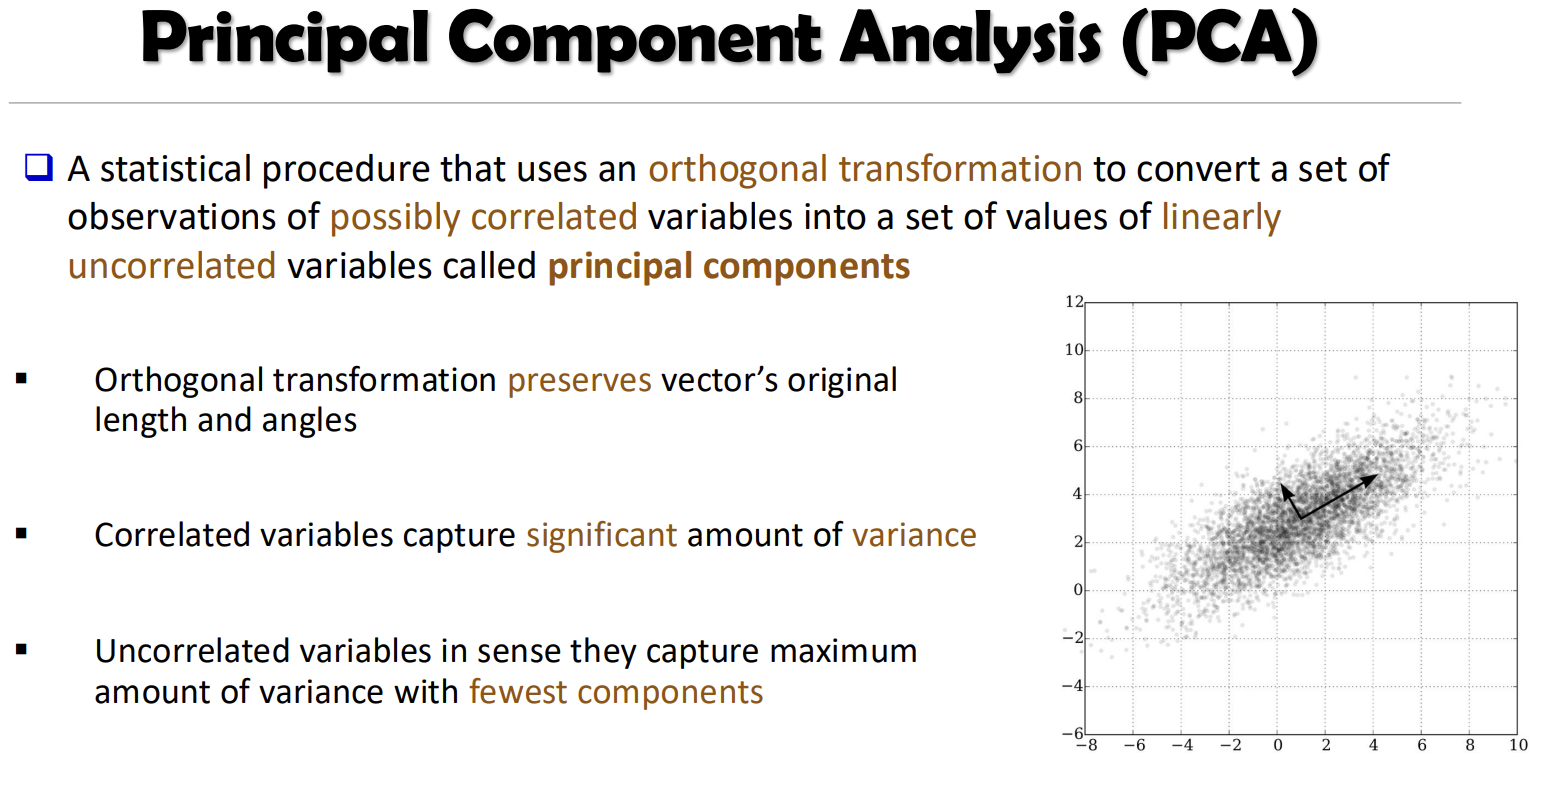 Principal Component Analysis (PCA)
❑ A statistical procedure that uses an orthogonal transformation to convert a set of
observations of possibly correlated variables into a set of values of linearly
uncorrelated variables called principal components
▪ Orthogonal transformation preserves vector’s original
length and angles
▪ Correlated variables capture significant amount of variance
▪ Uncorrelated variables in sense they capture maximum
amount of variance with fewest components
12
10
8
6
4
2
0
−2
−4
−6
−8 −6 −4 −2 0 2 4 6 8 10